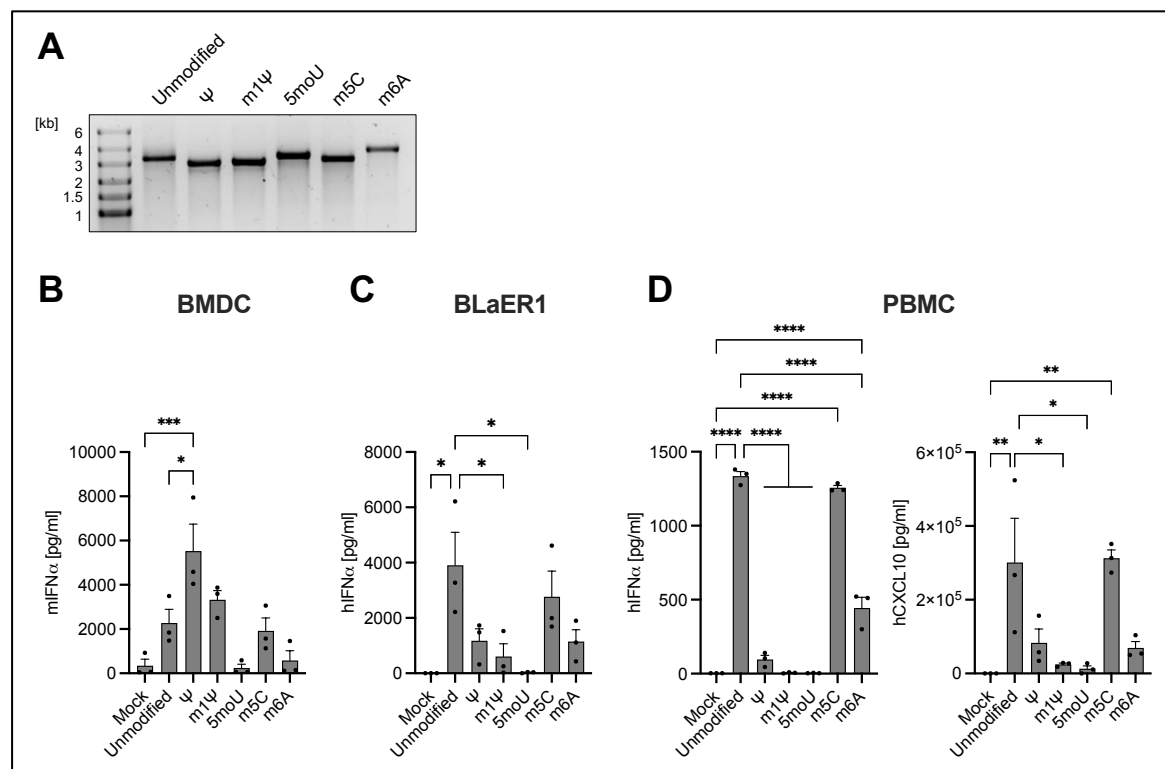 A
Unmodified
Ψ
m1Ψ
5moU
m5C
m6A
[kb]
6
4
3
2
1.5
1
B
BMDC
***
*
10000
8000
6000
4000
2000
0
mIFNα [pg/ml]
Mock
Unmodified
Ψ
m1Ψ
5moU
m5C
m6A
C
BLaER1
*
* *
8000
6000
4000
2000
0
hIFNα [pg/ml]
Mock
Unmodified
Ψ
m1Ψ
5moU
m5C
m6A
D
PBMC
****
****
****
**** ****
1500
1000
500
0
hIFNα [pg/ml]
Mock
Unmodified
Ψ
m1Ψ
5moU
m5C
m6A
**
*
** *
6×10⁵
4×10⁵
2×10⁵
0
hCXCL10 [pg/ml]
Mock
Unmodified
Ψ
m1Ψ
5moU
m5C
m6A